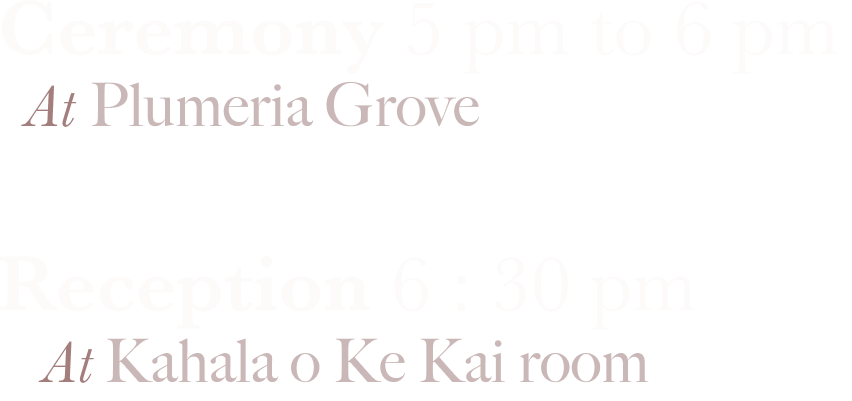 Ceremony 5 pm to 6 pm
At Plumeria Grove
Reception 6 : 30 pm
At Kahala o Ke Kai room